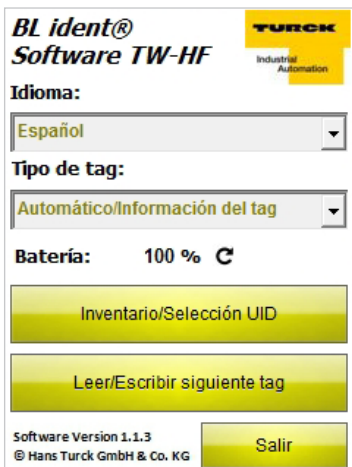 BL ident®
Software TW-HF
TURCK
Industrial
Automation
Idioma:
Español
Tipo de tag:
Automático/Información del tag
Batería: 100 %
Inventario/Selección UID
Leer/Escribir siguiente tag
Software Version 1.1.3
© Hans Turck GmbH & Co. KG
Salir